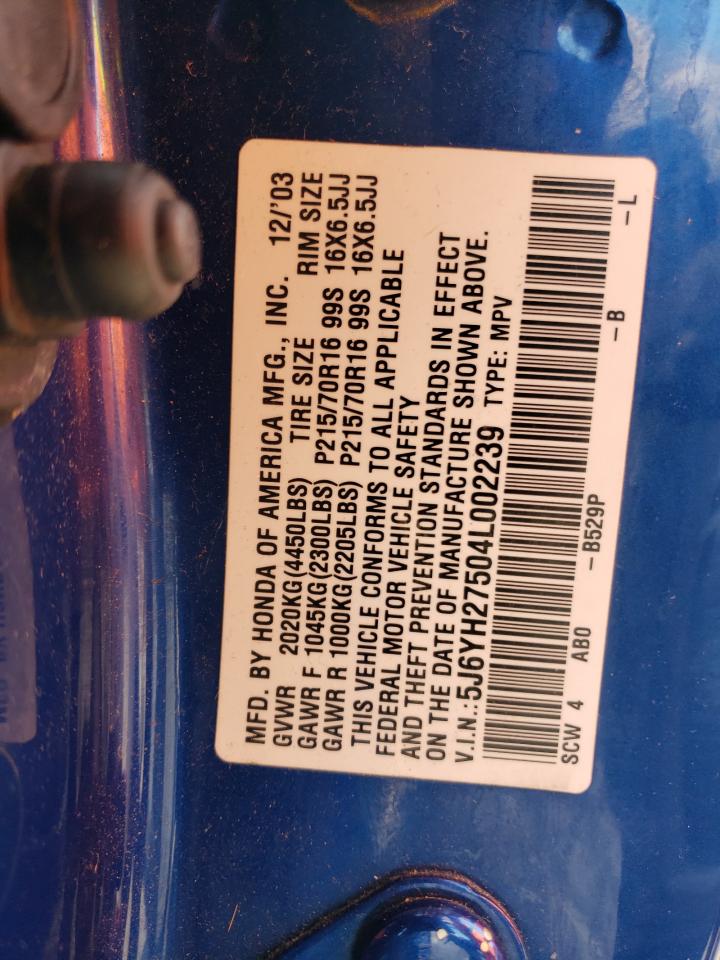 MFD. BY HONDA OF AMERICA MFG., INC. 12/'03
GVWR 2020KG(4450LBS) TIRE SIZE RIM SIZE
GAWR F 1045KG(2300LBS) P215/70R16 99S 16X6.5JJ
GAWR R 1000KG(2205LBS) P215/70R16 99S 16X6.5JJ
THIS VEHICLE CONFORMS TO ALL APPLICABLE
FEDERAL MOTOR VEHICLE SAFETY
AND THEFT PREVENTION STANDARDS IN EFFECT
ON THE DATE OF MANUFACTURE SHOWN ABOVE.
V.I.N.:5J6YH27504L002239 TYPE: MPV
SCW 4 ABO -B529P -B -L